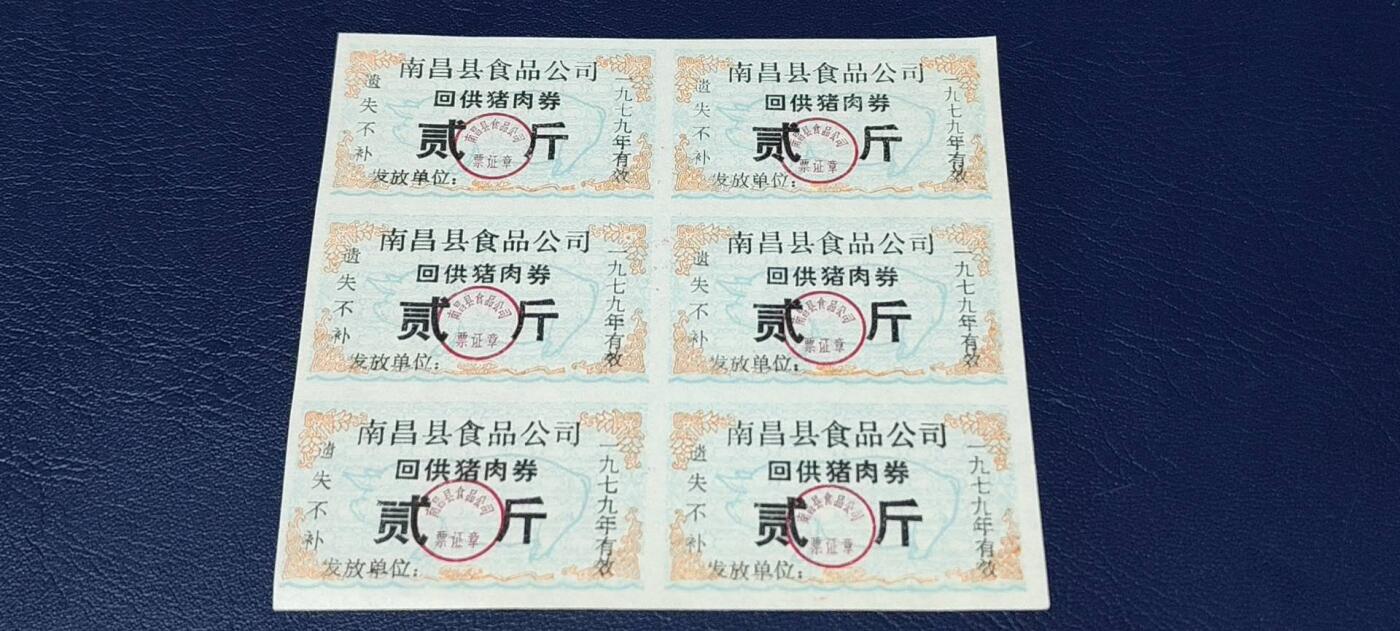 南昌县食品公司
回供猪肉券
贰斤
南昌县食品公司
票证章
发放单位：
遗失不补
一九七九年有效
南昌县食品公司
回供猪肉券
贰斤
南昌县食品公司
票证章
发放单位：
遗失不补
一九七九年有效
南昌县食品公司
回供猪肉券
贰斤
南昌县食品公司
票证章
发放单位：
遗失不补
一九七九年有效
南昌县食品公司
回供猪肉券
贰斤
南昌县食品公司
票证章
发放单位：
遗失不补
一九七九年有效
南昌县食品公司
回供猪肉券
贰斤
南昌县食品公司
票证章
发放单位：
遗失不补
一九七九年有效
南昌县食品公司
回供猪肉券
贰斤
南昌县食品公司
票证章
发放单位：
遗失不补
一九七九年有效